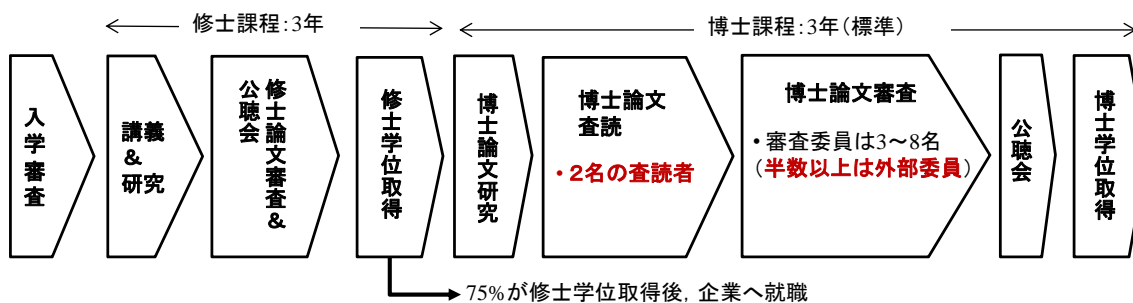 修士課程:3年
博士課程:3年(標準)
入学審査
講義
&
研究
修士論文審査&
公聴会
修士学位取得
博士論文研究
博士論文
査読
・2名の査読者
博士論文審査
・審査委員は3~8名
(半数以上は外部委員)
公聴会
博士学位取得
75%が修士学位取得後,企業へ就職